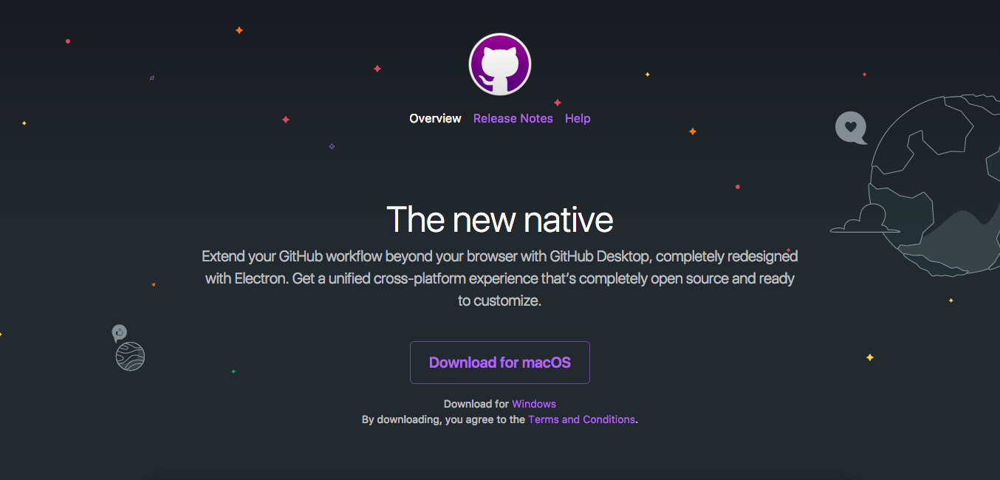 Overview Release Notes Help
The new native
Extend your GitHub workflow beyond your browser with GitHub Desktop, completely redesigned
with Electron. Get a unified cross-platform experience that’s completely open source and ready
to customize.
Download for macOS
Download for Windows
By downloading, you agree to the Terms and Conditions.